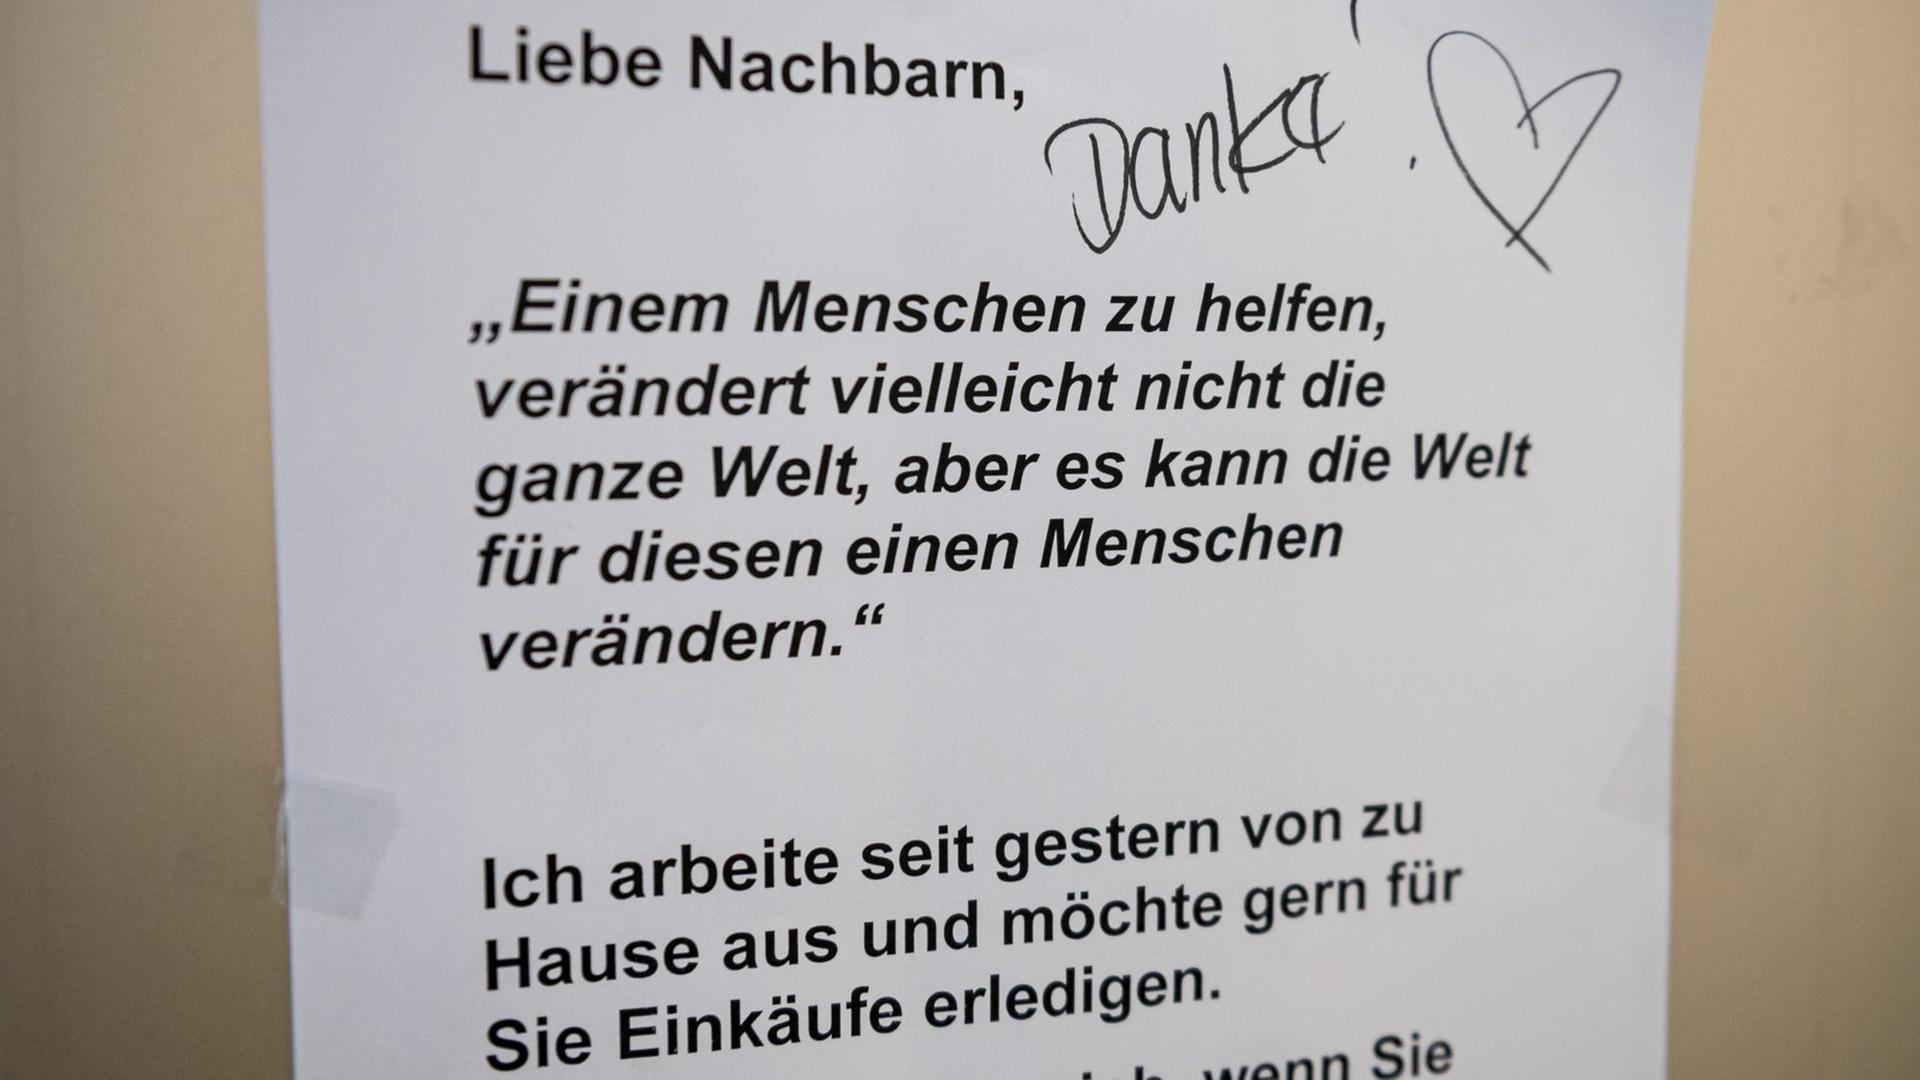 Liebe Nachbarn,
Danke!
„Einem Menschen zu helfen,
verändert vielleicht nicht die
ganze Welt, aber es kann die Welt
für diesen einen Menschen
verändern.“
Ich arbeite seit gestern von zu
Hause aus und möchte gern für
Sie Einkäufe erledigen.
wenn Sie